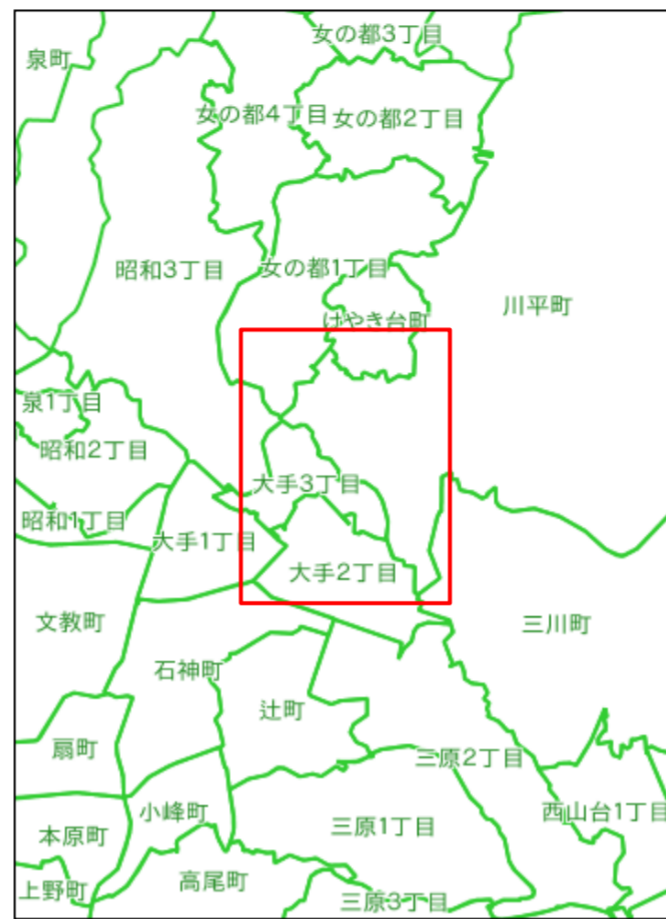 女の都3丁目
泉町
女の都4丁目
女の都2丁目
昭和3丁目
女の都1丁目
川平町
けやき台町
泉1丁目
昭和2丁目
大手3丁目
昭和1丁目
大手1丁目
大手2丁目
文教町
三川町
石神町
辻町
扇町
三原2丁目
小峰町
西山台1丁目
本原町
三原1丁目
上野町
高尾町
三原3丁目